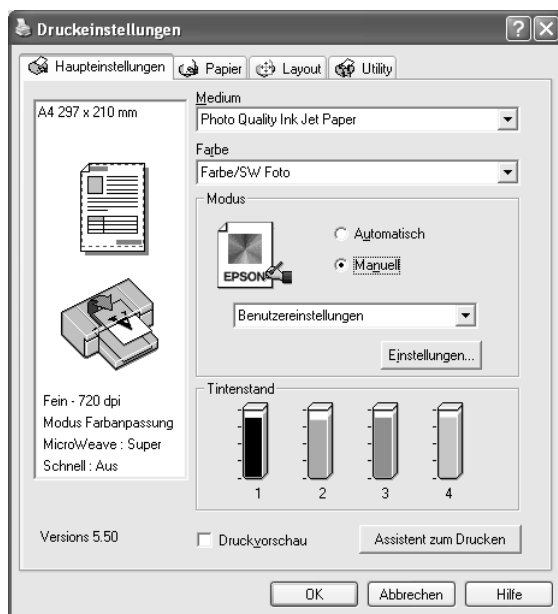 Druckeinstellungen
Haupteinstellungen Papier Layout Utility
A4 297 x 210 mm
Medium
Photo Quality Ink Jet Paper
Farbe
Farbe/SW Foto
Modus
EPSON
Automatisch
Manuell
Benutzereinstellungen
Einstellungen...
Fein - 720 dpi
Modus Farbanpassung
MicroWeave : Super
Schnell : Aus
Tintenstand
1 2 3 4
Versions 5.50
Druckvorschau
Assistent zum Drucken
OK Abbrechen Hilfe